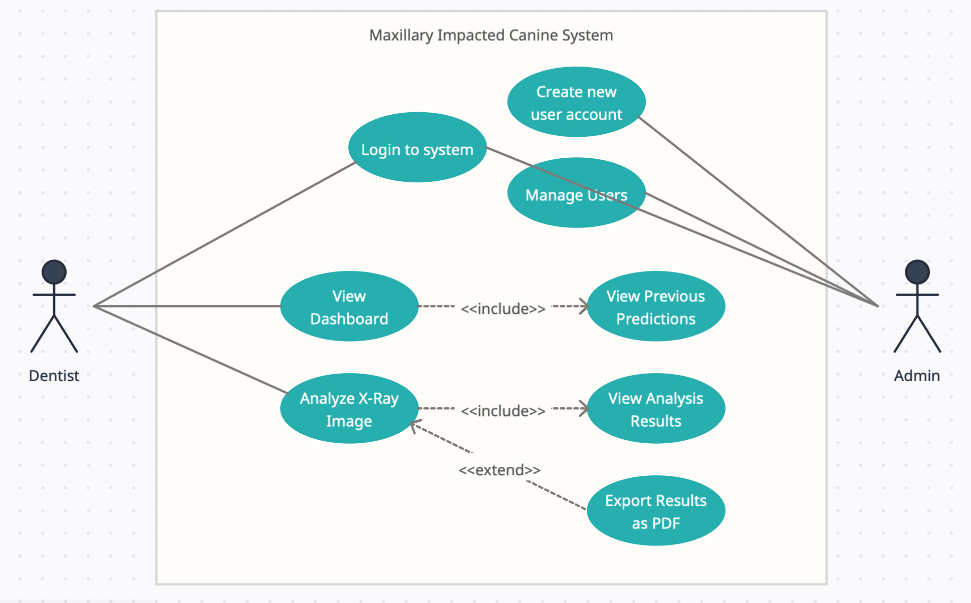 Maxillary Impacted Canine System
Create new
user account
Login to system
Manage Users
View
Dashboard
<<include>>
View Previous
Predictions
Dentist
Admin
Analyze X-Ray
Image
<<include>>
View Analysis
Results
<<extend>>
Export Results
as PDF